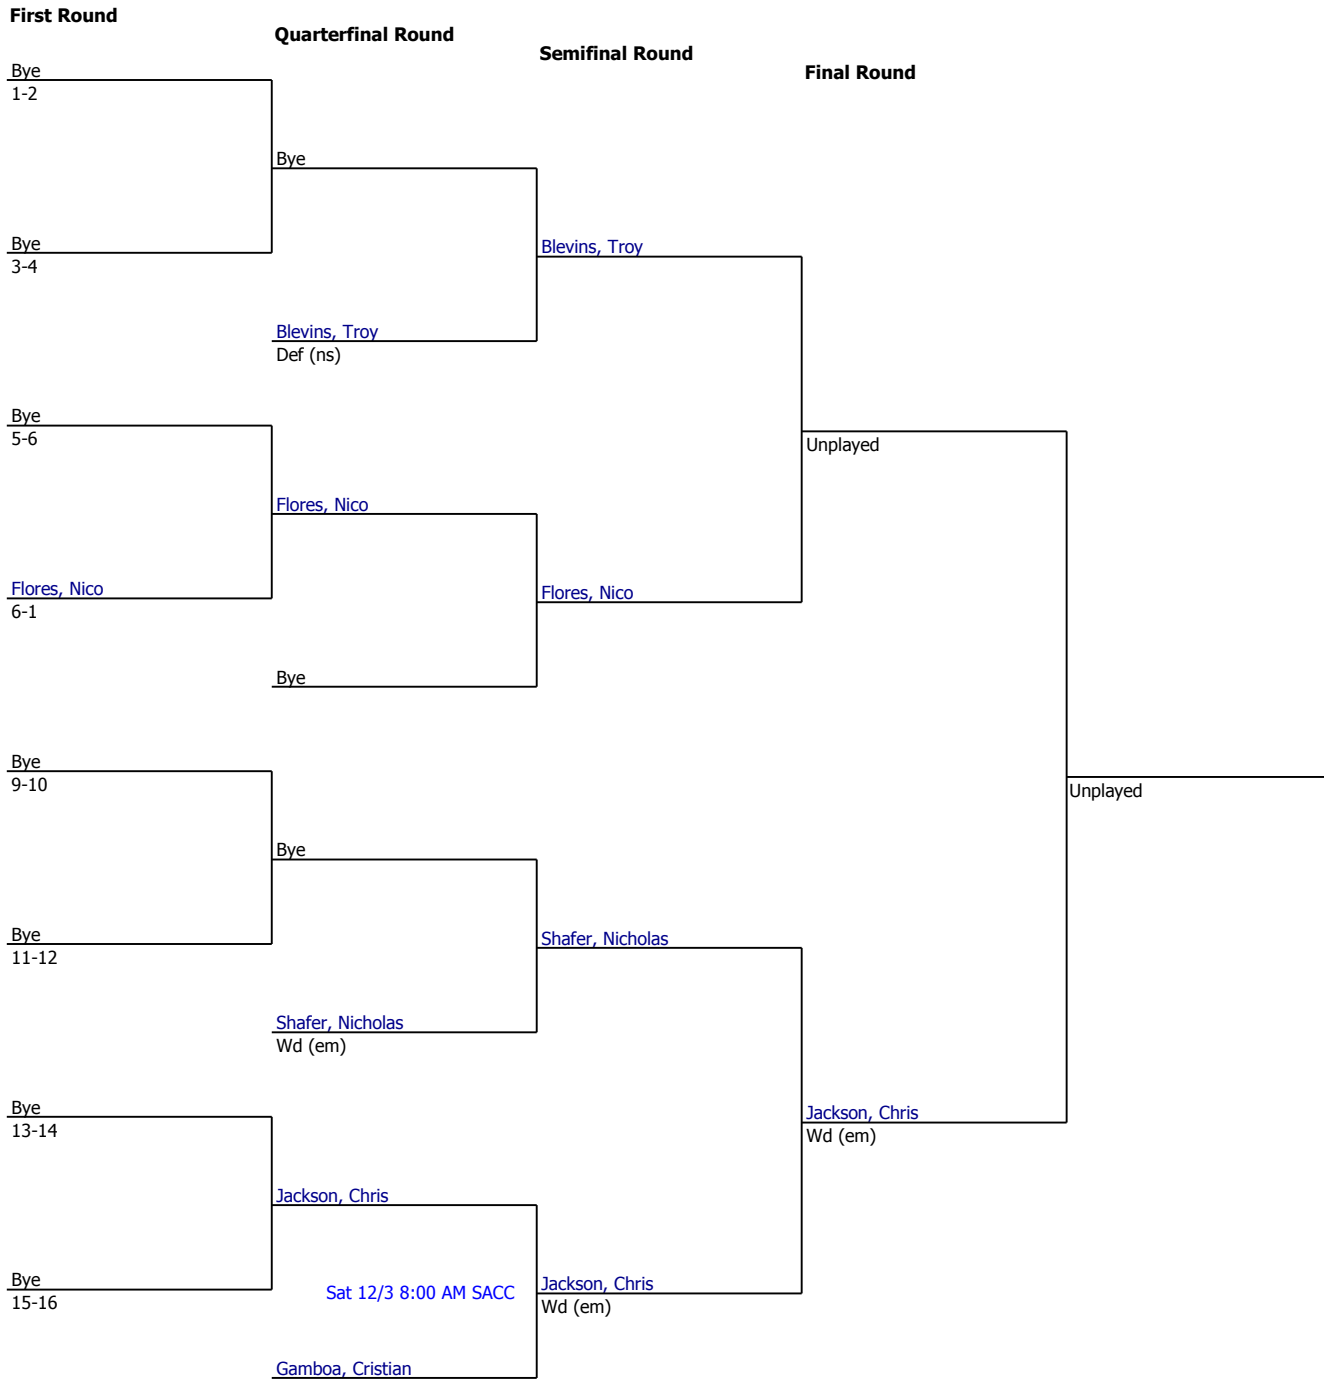 First Round
Quarterfinal Round
Semifinal Round
Final Round
Bye
1-2
Bye
Bye
3-4
Blevins, Troy
Blevins, Troy
Def (ns)
Bye
5-6
Unplayed
Flores, Nico
Flores, Nico
6-1
Flores, Nico
Bye
Bye
9-10
Unplayed
Bye
Bye
11-12
Shafer, Nicholas
Shafer, Nicholas
Wd (em)
Bye
13-14
Jackson, Chris
Wd (em)
Jackson, Chris
Bye
15-16
Sat 12/3 8:00 AM SACC
Jackson, Chris
Wd (em)
Gamboa, Cristian